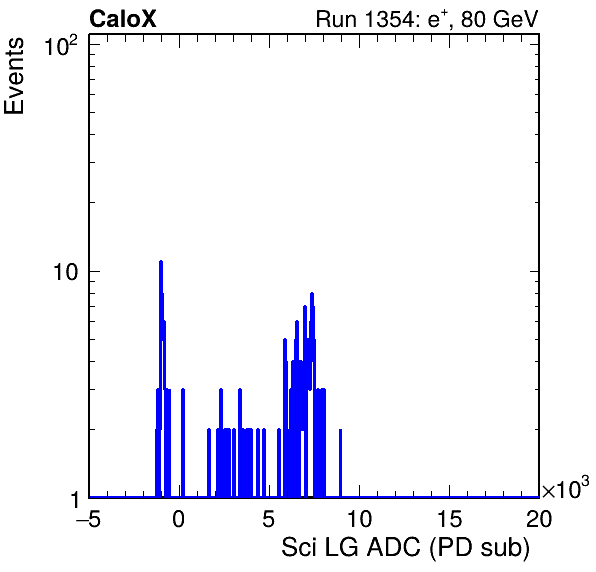 CaloX Run 1354: e⁺, 80 GeV
Events
10²
10
1
−5 0 5 10 15 20
×10³
Sci LG ADC (PD sub)